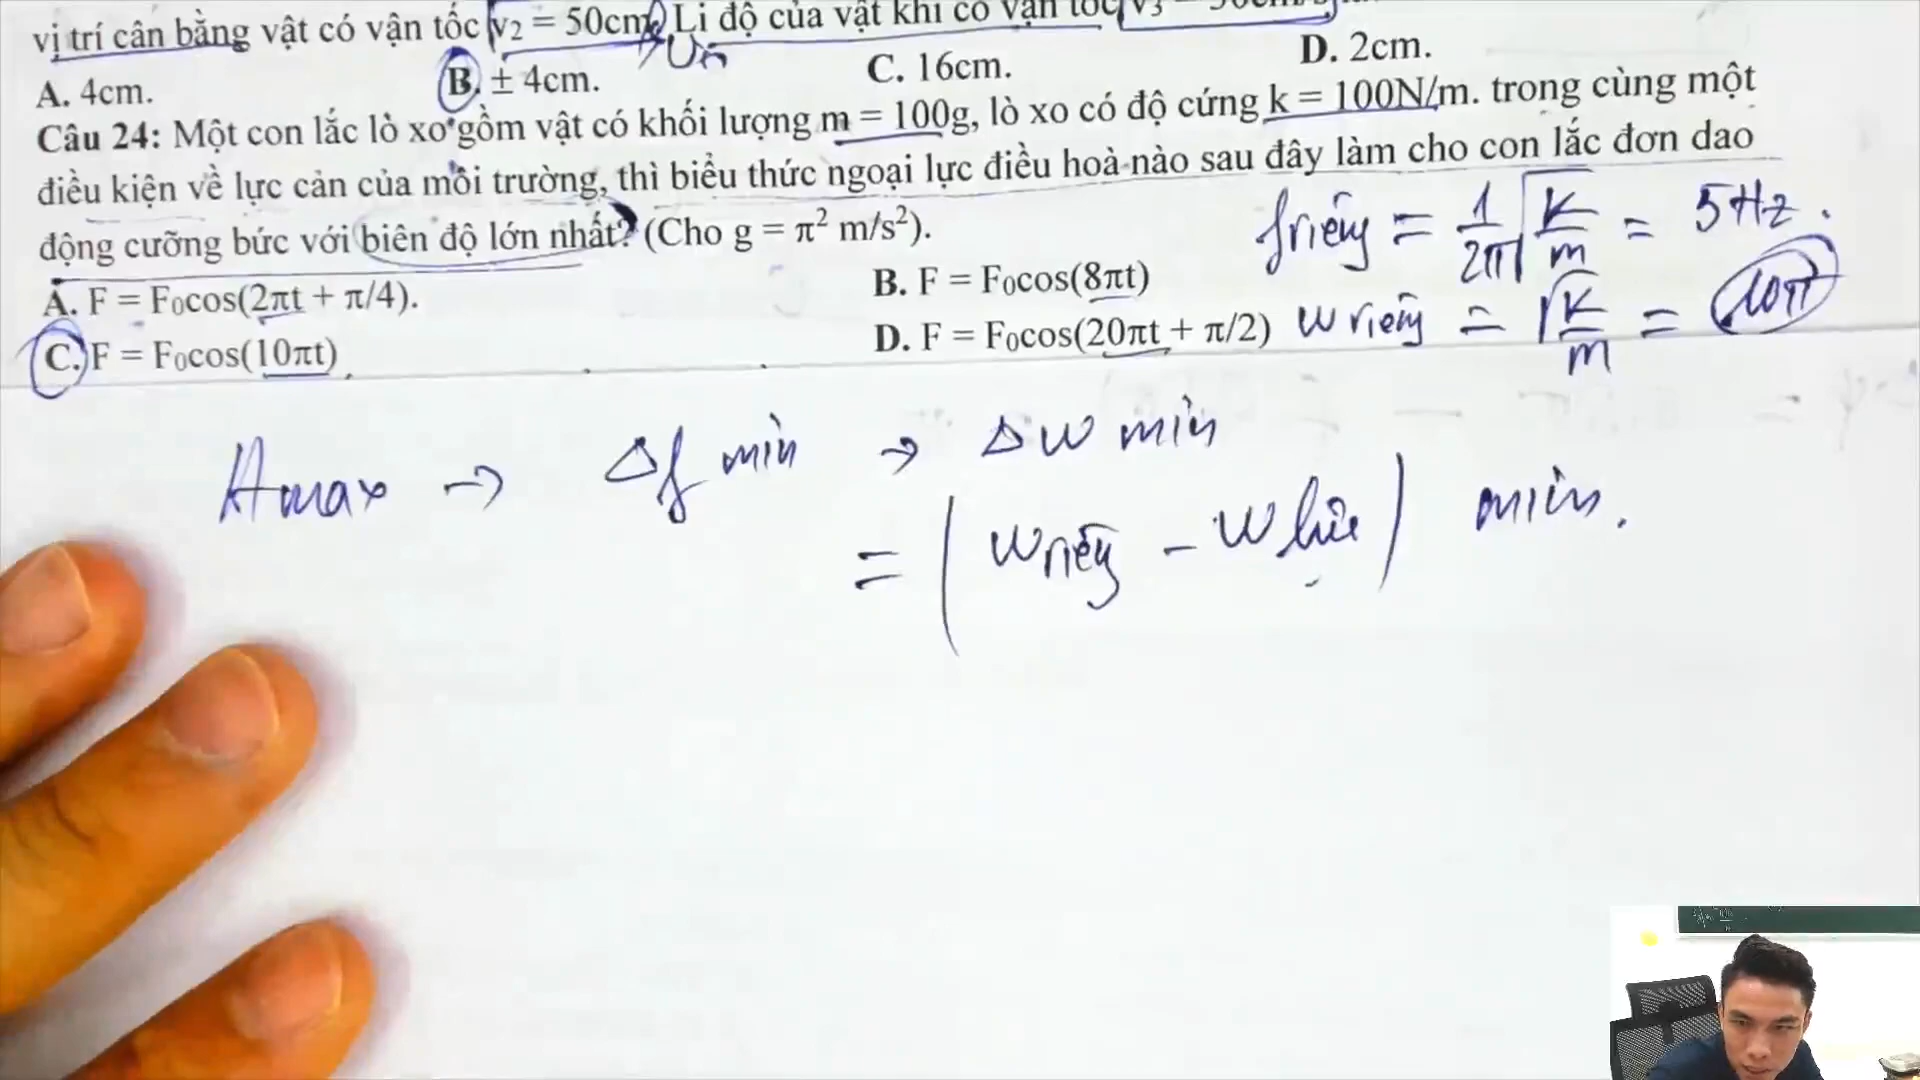 vị trí cân bằng vật có vận tốc v₂ = 50cm Li độ của vật khi có vận tốc v₃
Un
A. 4cm. B. ± 4cm. C. 16cm. D. 2cm.
Câu 24: Một con lắc lò xo gồm vật có khối lượng m = 100g, lò xo có độ cứng k = 100N/m. trong cùng một
điều kiện về lực cản của môi trường, thì biểu thức ngoại lực điều hoà nào sau đây làm cho con lắc đơn dao
động cưỡng bức với biên độ lớn nhất? (Cho g = π² m/s²).
friêng = 1/2π √k/m = 5Hz.
A. F = F₀cos(2πt + π/4). B. F = F₀cos(8πt)
C. F = F₀cos(10πt) D. F = F₀cos(20πt + π/2)
w riêng = √k/m = 10π
Amax → Δf min → Δw min
= | wriêng - w lực | min.